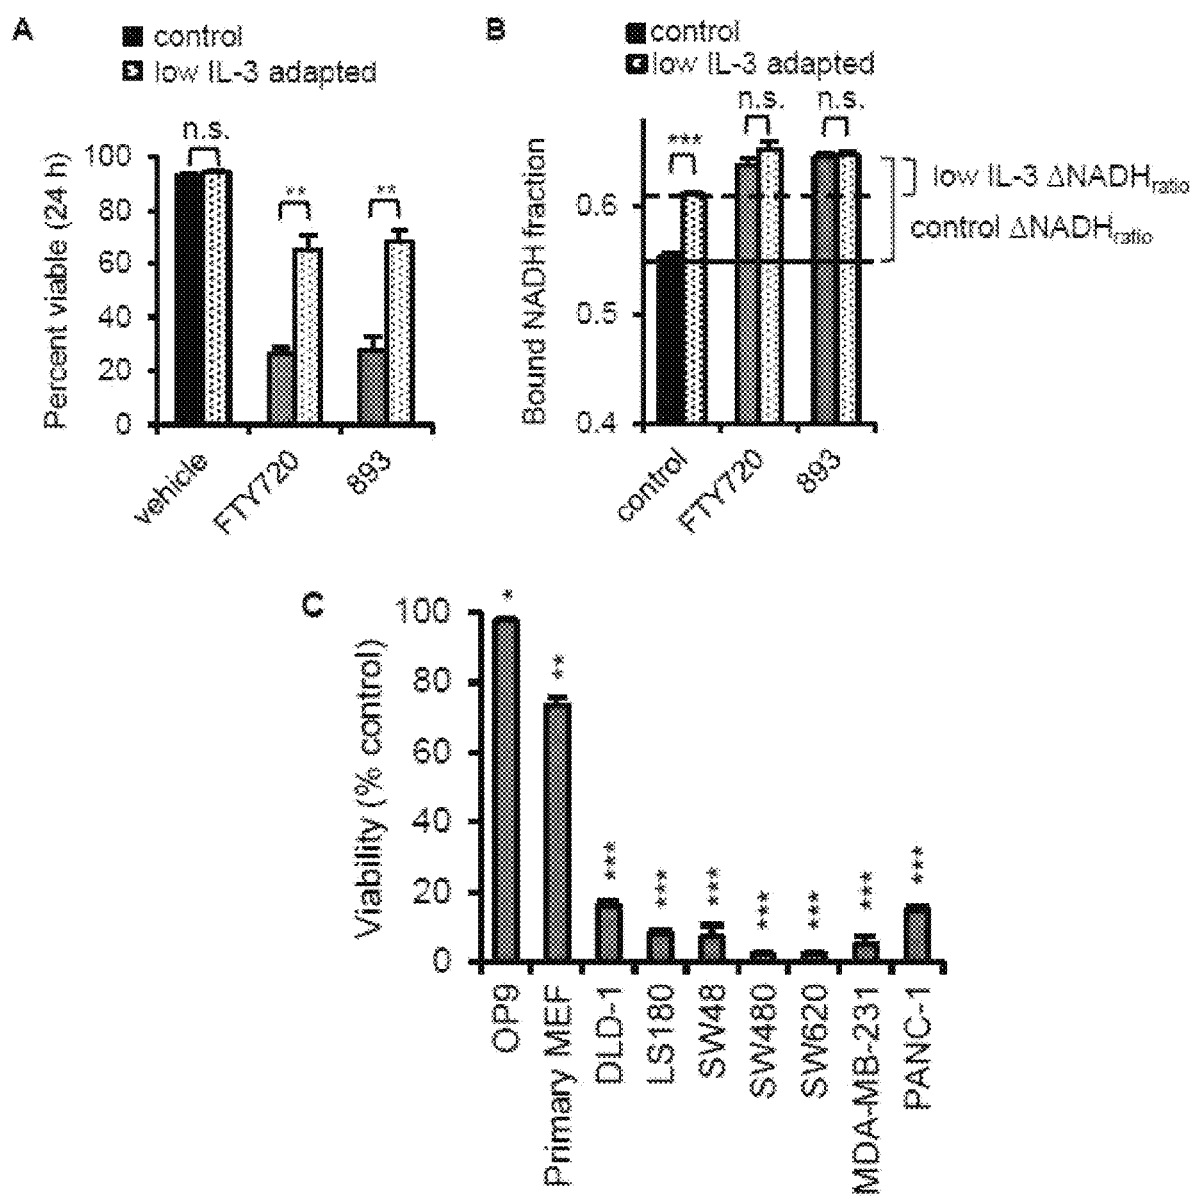 A
control
low IL-3 adapted
Percent viable (24 h)
100
80
60
40
20
0
n.s.
**
**
vehicle
FTY720
893
B
control
low IL-3 adapted
Bound NADH fraction
0.6
0.5
0.4
***
n.s.
n.s.
low IL-3 ΔNADHratio
control ΔNADHratio
control
FTY720
893
C
Viability (% control)
100
80
60
40
20
0
*
**
***
***
***
***
***
***
***
OP9
Primary MEF
DLD-1
LS180
SW48
SW480
SW620
MDA-MB-231
PANC-1